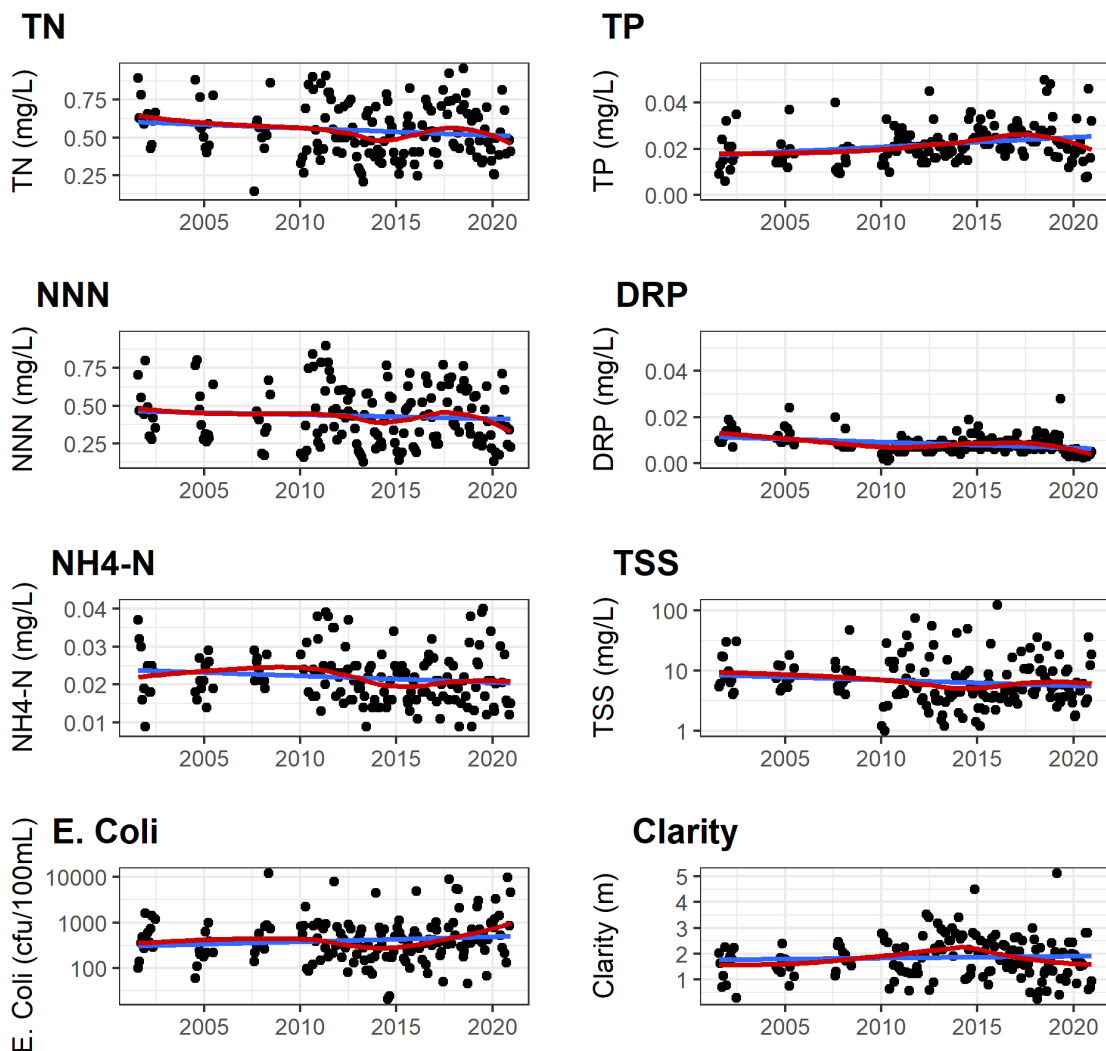 TN
TN (mg/L)
0.75
0.50
0.25
2005 2010 2015 2020
TP
TP (mg/L)
0.04
0.02
0.00
2005 2010 2015 2020
NNN
NNN (mg/L)
0.75
0.50
0.25
2005 2010 2015 2020
DRP
DRP (mg/L)
0.04
0.02
0.00
2005 2010 2015 2020
NH4-N
NH4-N (mg/L)
0.04
0.03
0.02
0.01
2005 2010 2015 2020
TSS
TSS (mg/L)
100
10
1
2005 2010 2015 2020
E. Coli
E. Coli (cfu/100mL)
10000
1000
100
2005 2010 2015 2020
Clarity
Clarity (m)
5
4
3
2
1
2005 2010 2015 2020